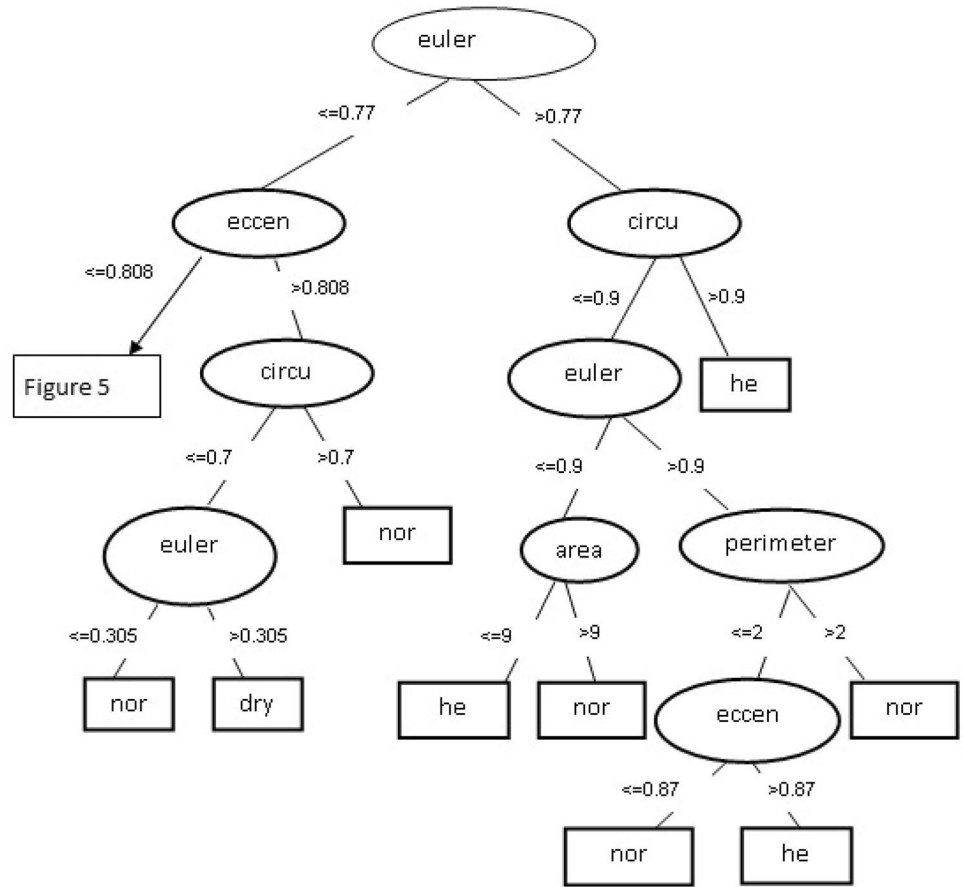 euler
<=0.77
>0.77
eccen
circu
<=0.808
>0.808
<=0.9
>0.9
Figure 5
circu
euler
he
<=0.7
>0.7
<=0.9
>0.9
euler
nor
area
perimeter
<=0.305
>0.305
<=9
>9
<=2
>2
nor
dry
he
nor
eccen
nor
<=0.87
>0.87
nor
he